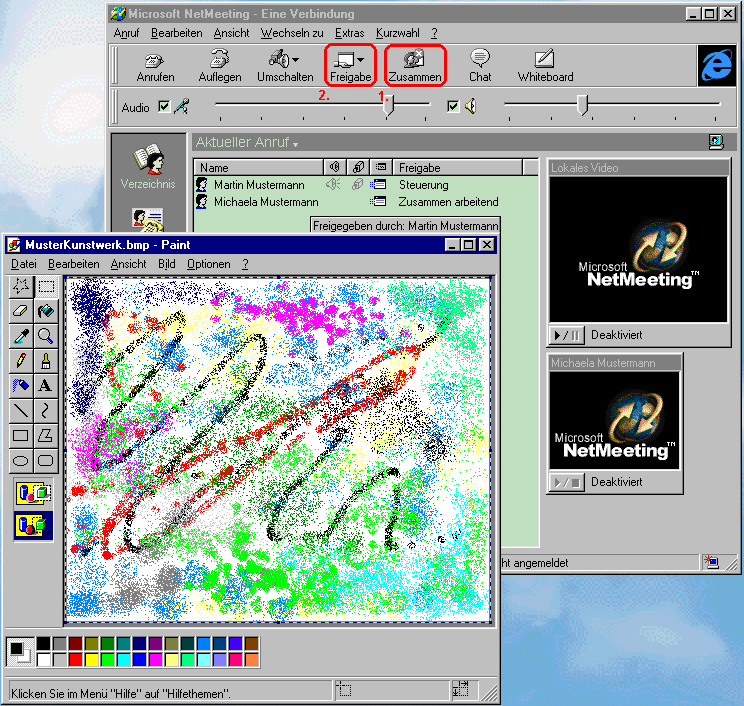 Microsoft NetMeeting - Eine Verbindung
Anruf Bearbeiten Ansicht Wechseln zu Extras Kurzwahl ?
Anrufen Auflegen Umschalten Freigabe Zusammen Chat Whiteboard
2. 1.
Audio
Aktueller Anruf
Verzeichnis
Name Freigabe
Martin Mustermann Steuerung
Michaela Mustermann Zusammen arbeitend
Freigegeben durch: Martin Mustermann
Lokales Video
Microsoft
NetMeeting™
Deaktiviert
Michaela Mustermann
Microsoft
NetMeeting™
Deaktiviert
ht angemeldet
MusterKunstwerk.bmp - Paint
Datei Bearbeiten Ansicht Bild Optionen ?
A
Klicken Sie im Menü "Hilfe" auf "Hilfethemen".